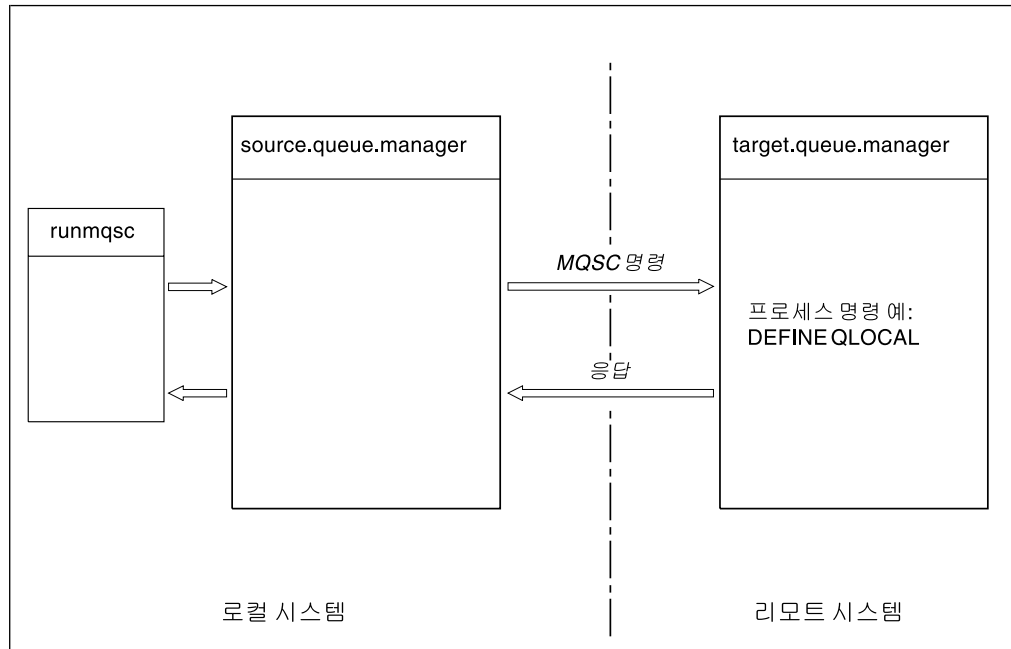 source.queue.manager
target.queue.manager
runmqsc
MQSC 명령
프로세스 명령 예:
DEFINE QLOCAL
응답
로컬 시스템
리모트 시스템